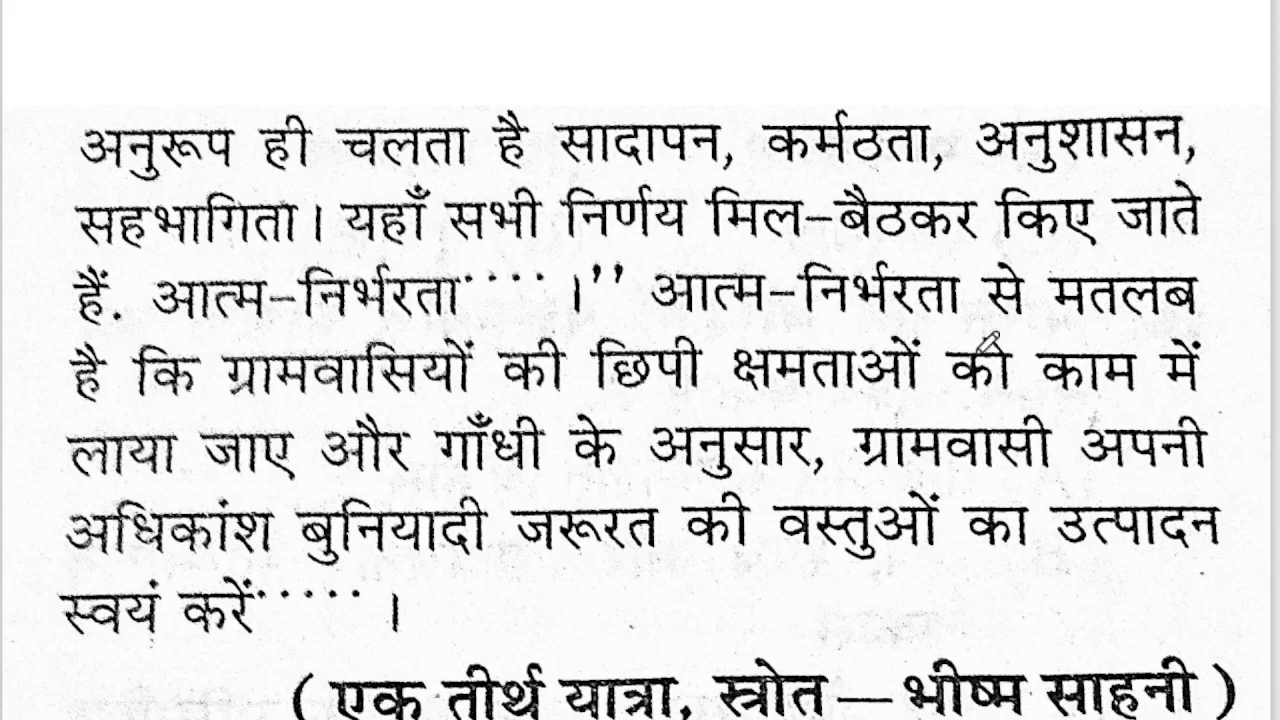 अनुरूप ही चलता है सादापन, कर्मठता, अनुशासन,
सहभागिता। यहाँ सभी निर्णय मिल-बैठकर किए जाते
हैं. आत्म-निर्भरता····।’’ आत्म-निर्भरता से मतलब
है कि ग्रामवासियों की छिपी क्षमताओं की काम में
लाया जाए और गाँधी के अनुसार, ग्रामवासी अपनी
अधिकांश बुनियादी जरूरत की वस्तुओं का उत्पादन
स्वयं करें·····।
(एक तीर्थ यात्रा, स्त्रोत—भीष्म साहनी)